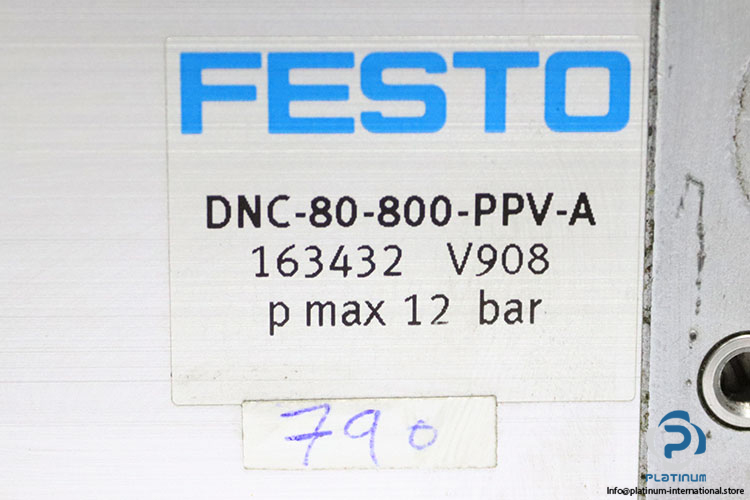 FESTO
DNC-80-800-PPV-A
163432 V908
p max 12 bar
790
PLATINUM
Info@platinum-international.store